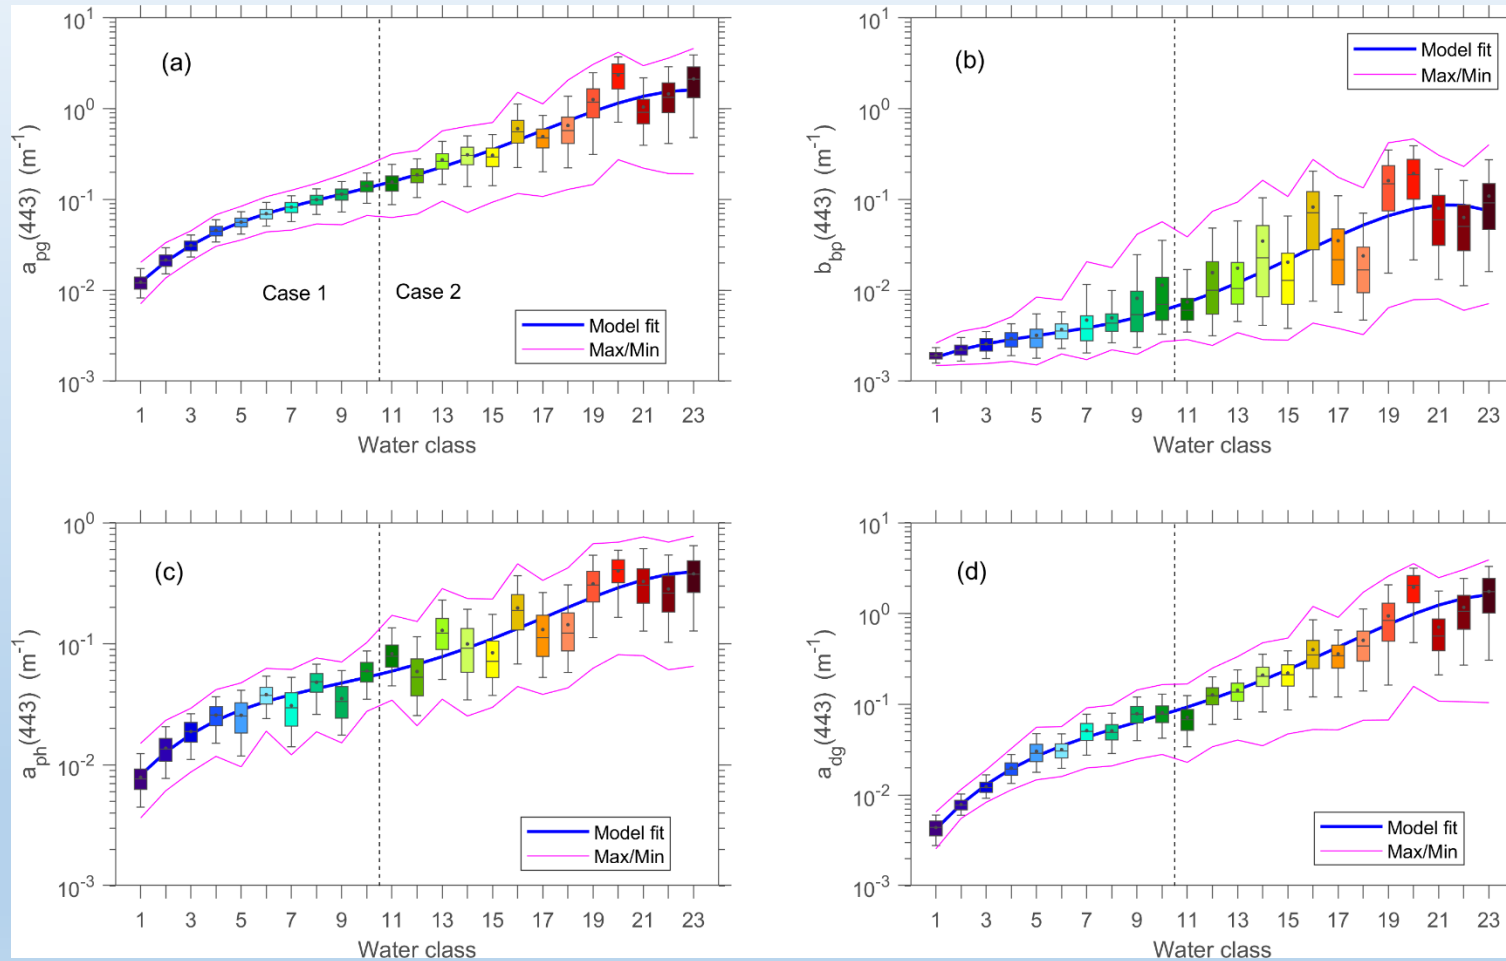 (a)
10^1
10^0
10^-1
10^-2
10^-3
a_pg(443) (m^-1)
Case 1
Case 2
Model fit
Max/Min
1 3 5 7 9 11 13 15 17 19 21 23
Water class
(b)
10^1
10^0
10^-1
10^-2
10^-3
b_bp(443) (m^-1)
Model fit
Max/Min
1 3 5 7 9 11 13 15 17 19 21 23
Water class
(c)
10^0
10^-1
10^-2
10^-3
a_ph(443) (m^-1)
Model fit
Max/Min
1 3 5 7 9 11 13 15 17 19 21 23
Water class
(d)
10^1
10^0
10^-1
10^-2
10^-3
a_dg(443) (m^-1)
Model fit
Max/Min
1 3 5 7 9 11 13 15 17 19 21 23
Water class